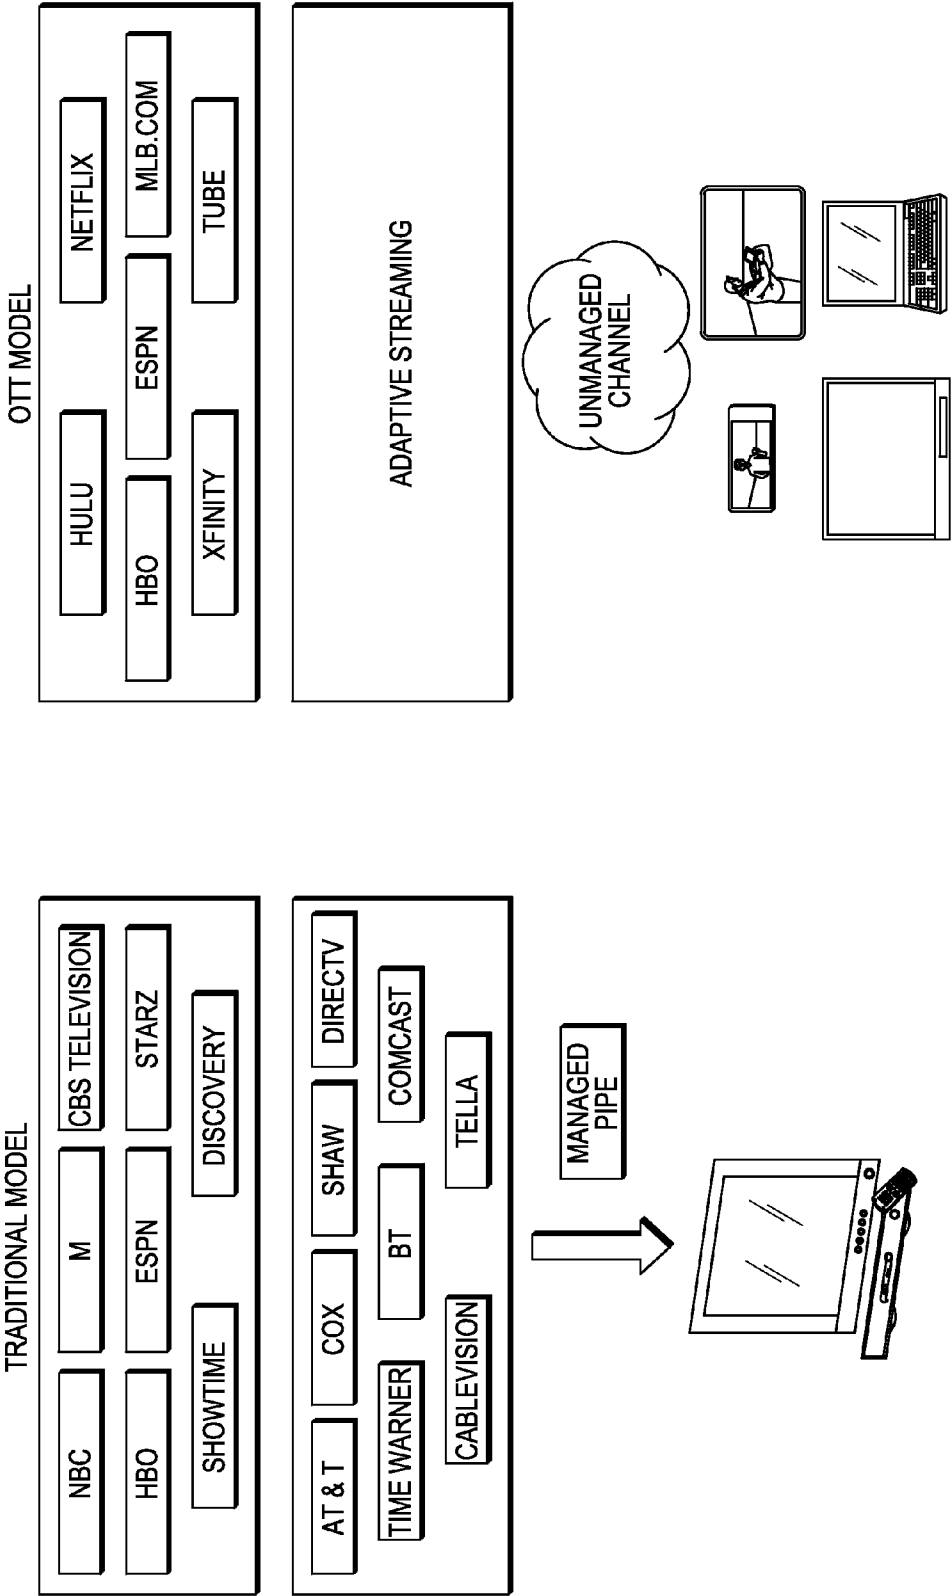 TRADITIONAL MODEL
NBC
M
CBS TELEVISION
HBO
ESPN
STARZ
SHOWTIME
DISCOVERY
AT & T
COX
SHAW
DIRECTV
TIME WARNER
BT
COMCAST
CABLEVISION
TELLA
MANAGED
PIPE
OTT MODEL
HULU
NETFLIX
HBO
ESPN
MLB.COM
XFINITY
TUBE
ADAPTIVE STREAMING
UNMANAGED
CHANNEL